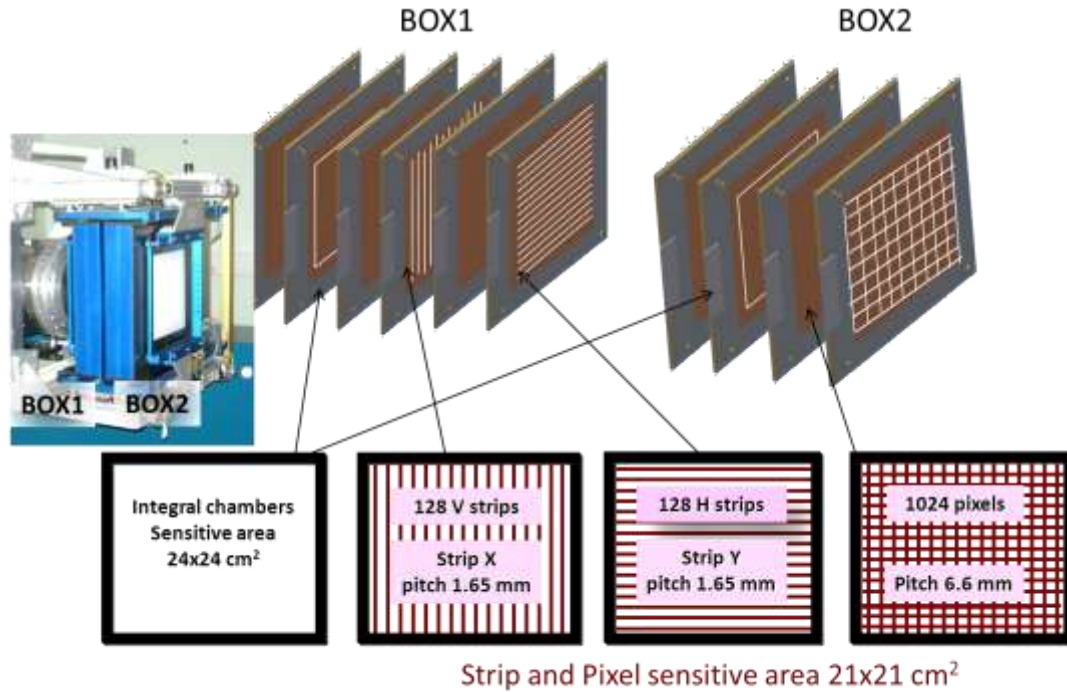 BOX1
BOX2
BOX1
BOX2
Integral chambers
Sensitive area
24x24 cm²
128 V strips
Strip X
pitch 1.65 mm
128 H strips
Strip Y
pitch 1.65 mm
1024 pixels
Pitch 6.6 mm
Strip and Pixel sensitive area 21x21 cm²